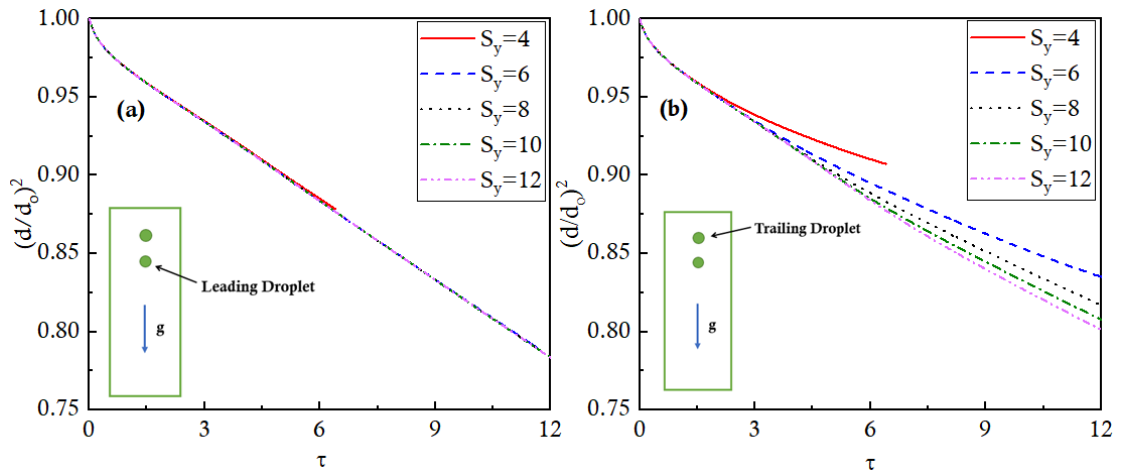 1.00
0.95
0.90
0.85
0.80
0.75
(d/d₀)²
(a)
S_y=4
S_y=6
S_y=8
S_y=10
S_y=12
Leading Droplet
g
0 3 6 9 12
τ
1.00
0.95
0.90
0.85
0.80
0.75
(d/d₀)²
(b)
S_y=4
S_y=6
S_y=8
S_y=10
S_y=12
Trailing Droplet
g
0 3 6 9 12
τ